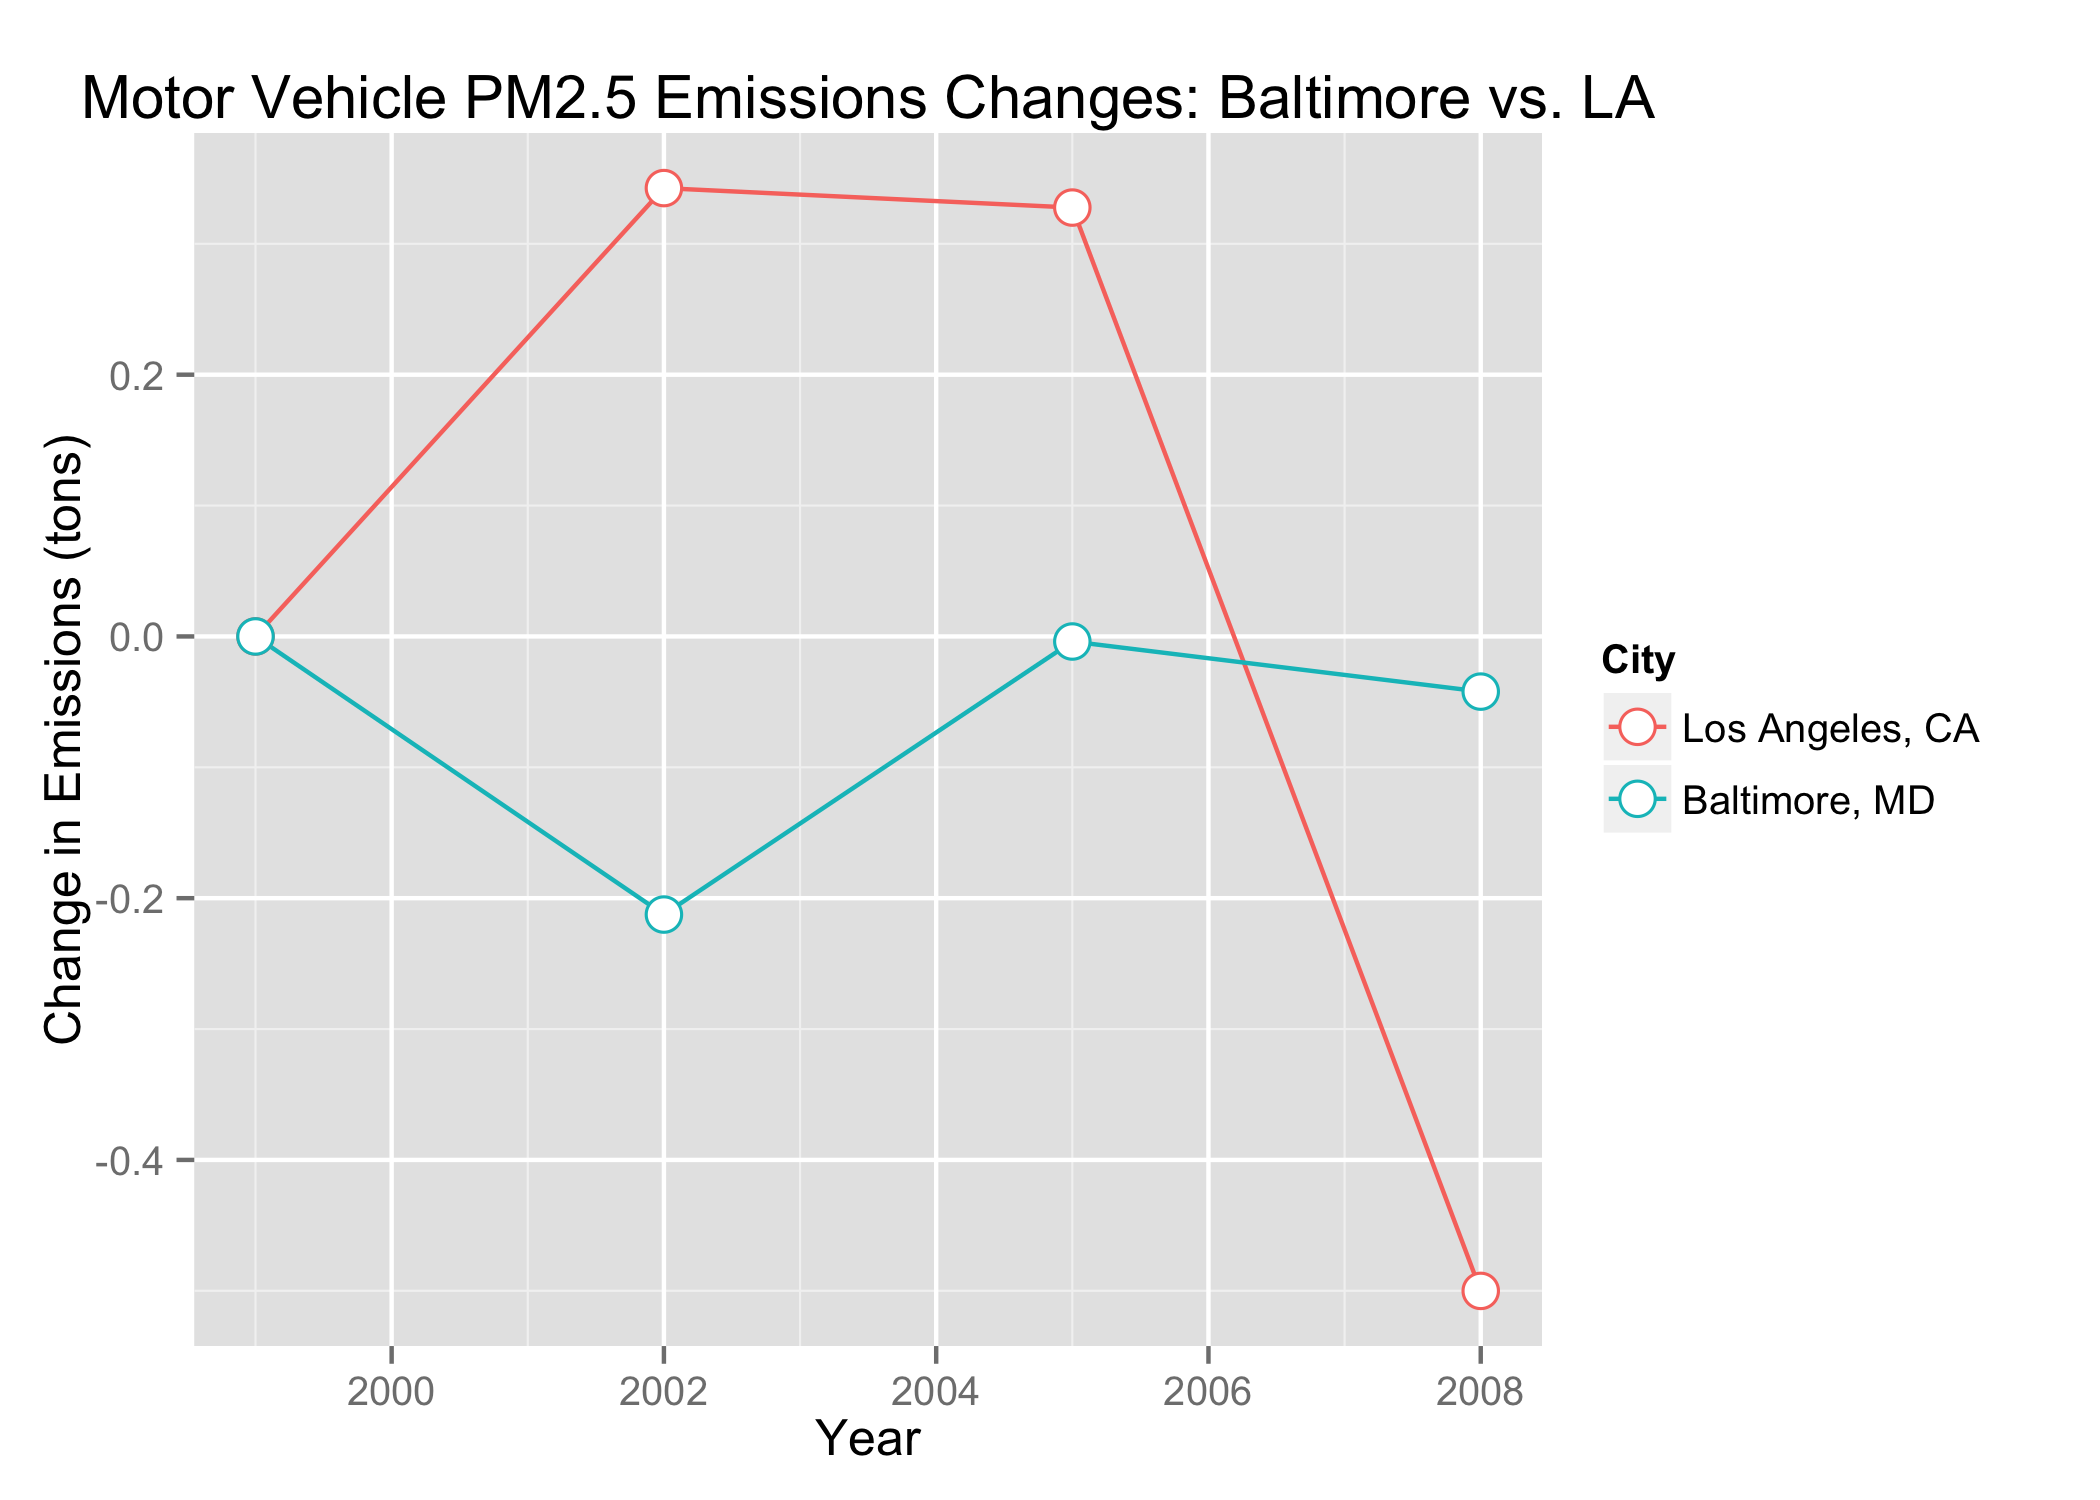 Motor Vehicle PM2.5 Emissions Changes: Baltimore vs. LA
Change in Emissions (tons)
0.2
0.0
-0.2
-0.4
2000 2002 2004 2006 2008
Year
City
Los Angeles, CA
Baltimore, MD